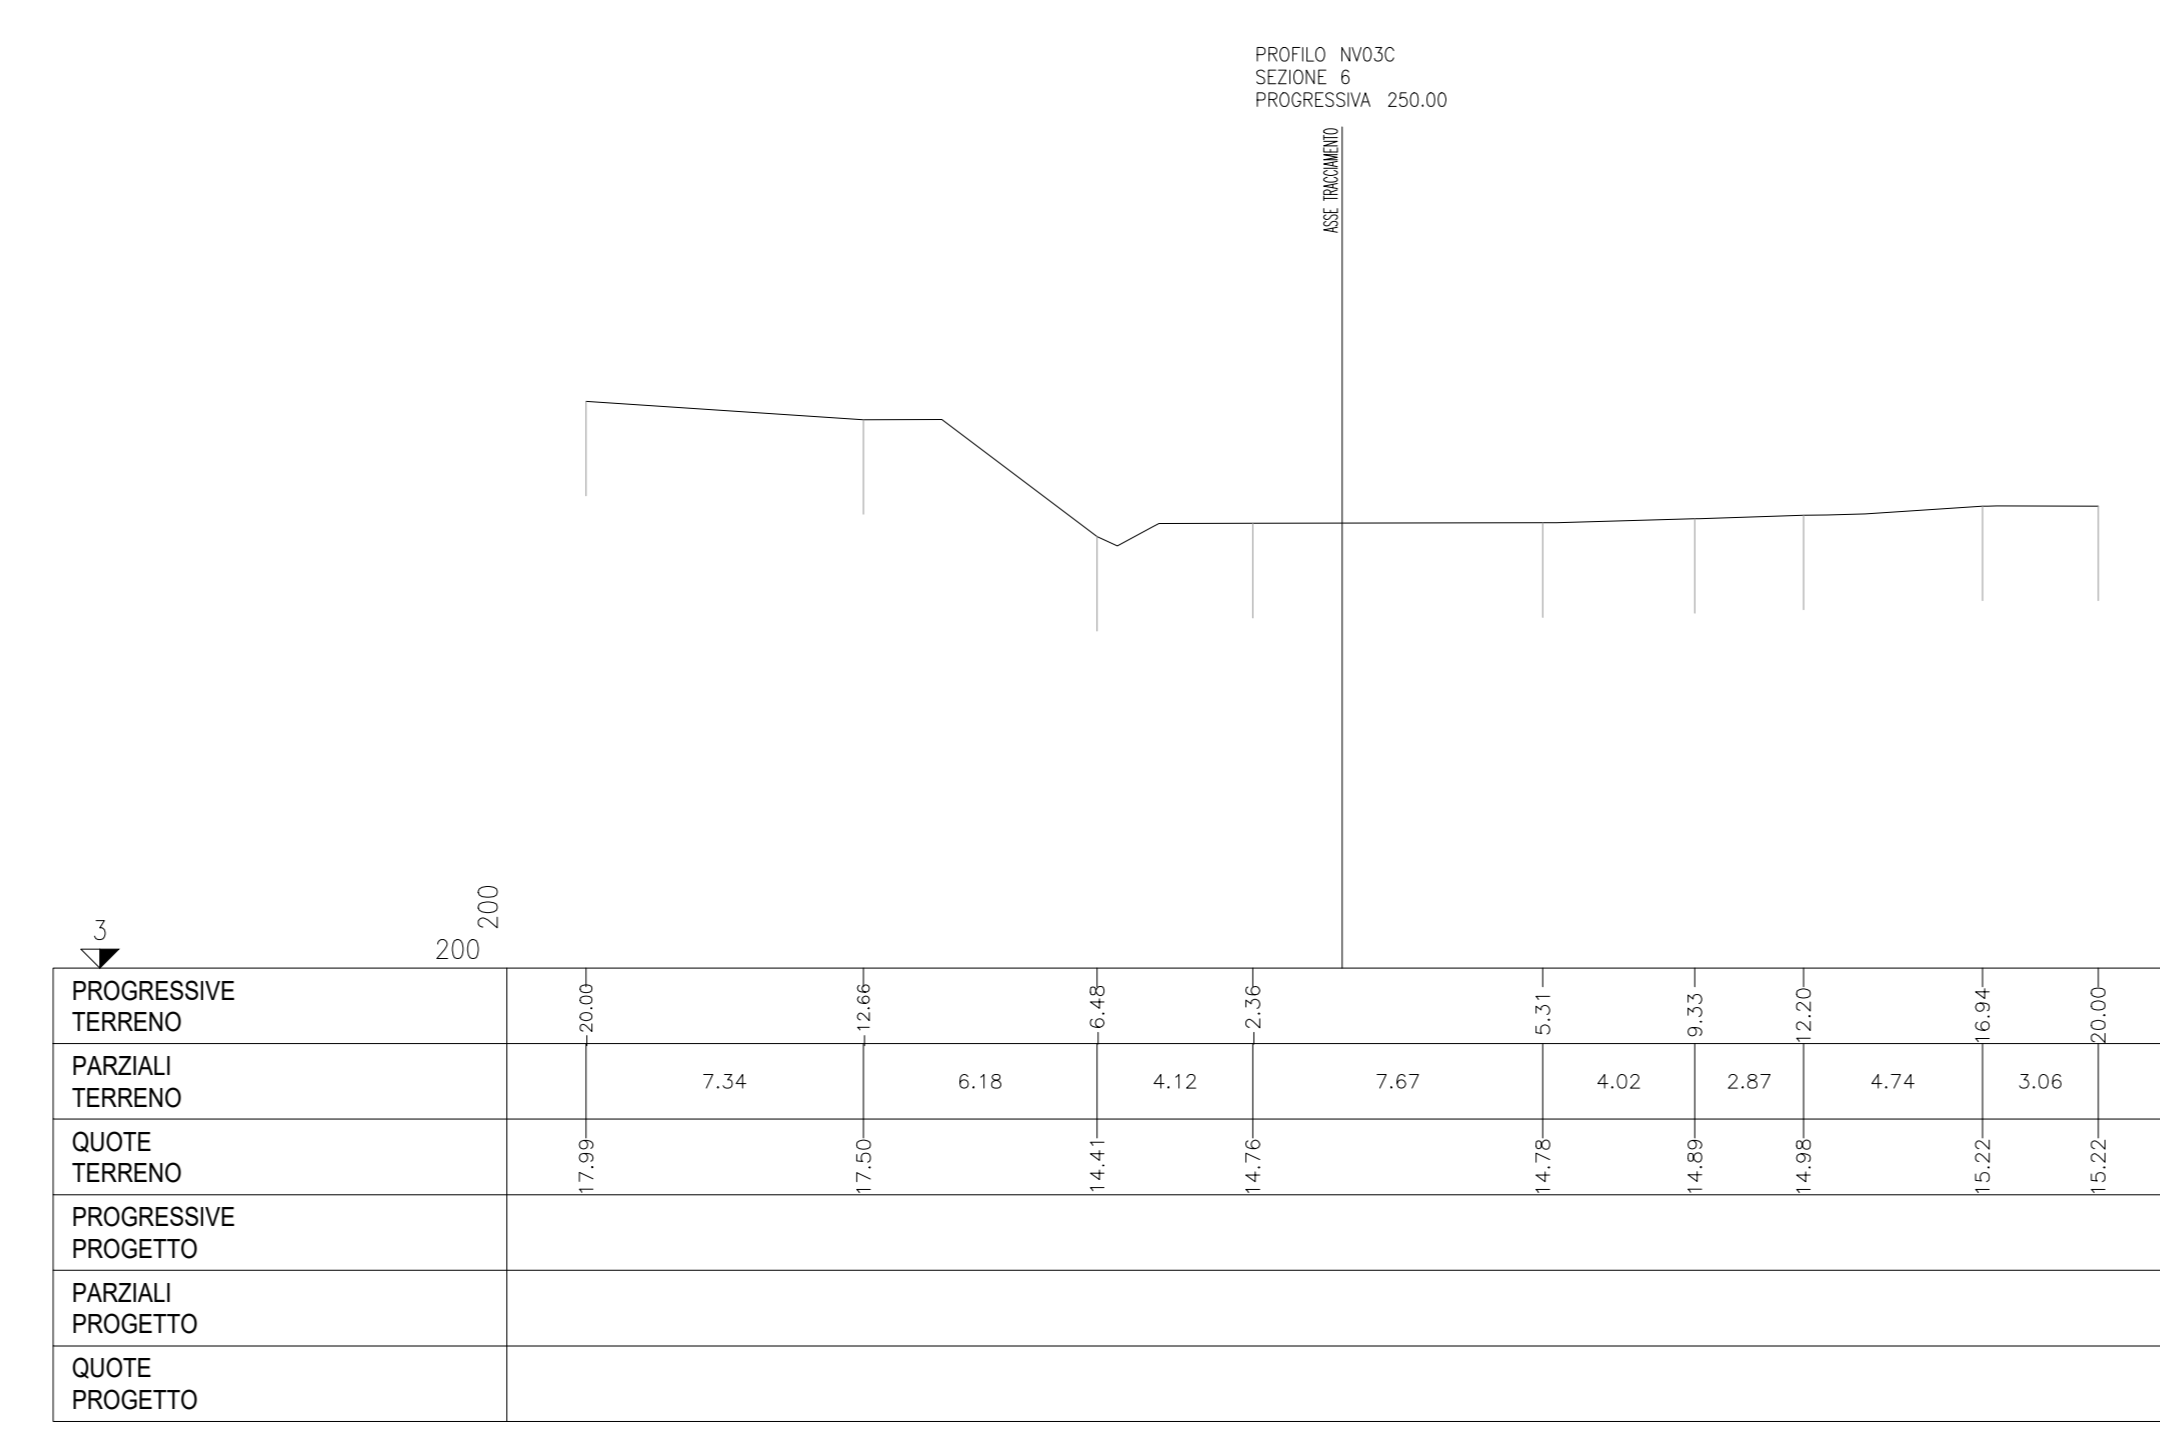 PROFILO NV03C
SEZIONE 6
PROGRESSIVA 250.00
ASSE TRACCIAMENTO
200
3
200
PROGRESSIVE
TERRENO
-20.00 -12.66 -6.48 -2.36 5.31 9.33 12.20 16.94 20.00
PARZIALI
TERRENO
7.34 6.18 4.12 7.67 4.02 2.87 4.74 3.06
QUOTE
TERRENO
17.99 17.50 14.41 14.76 14.78 14.89 14.98 15.22 15.22
PROGRESSIVE
PROGETTO
PARZIALI
PROGETTO
QUOTE
PROGETTO